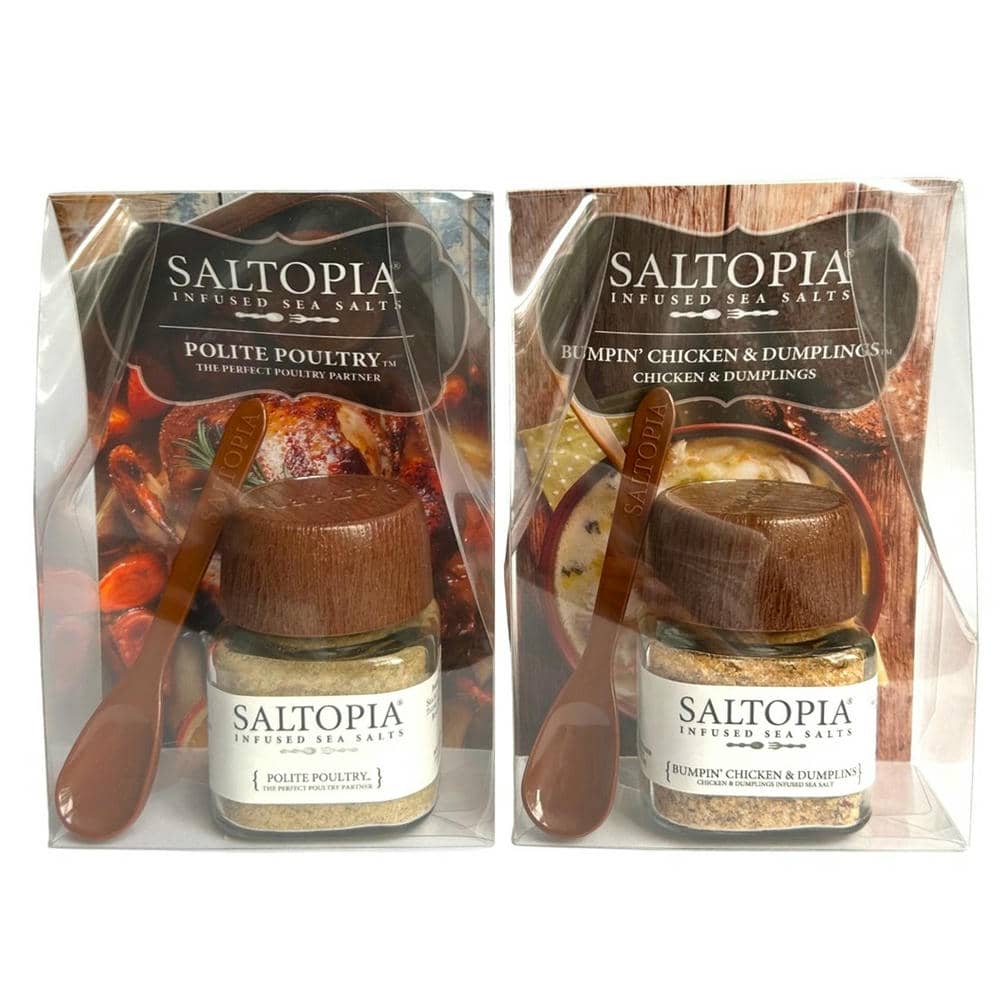 SALTOPIA®
INFUSED SEA SALTS
POLITE POULTRY™
THE PERFECT POULTRY PARTNER
SALTOPIA
SALTOPIA®
INFUSED SEA SALTS
{ POLITE POULTRY™ }
THE PERFECT POULTRY PARTNER
SALTOPIA®
INFUSED SEA SALTS
BUMPIN' CHICKEN & DUMPLINGS™
CHICKEN & DUMPLINGS
SALTOPIA
SALTOPIA®
INFUSED SEA SALTS
{ BUMPIN' CHICKEN & DUMPLINS }
CHICKEN & DUMPLINGS INFUSED SEA SALT